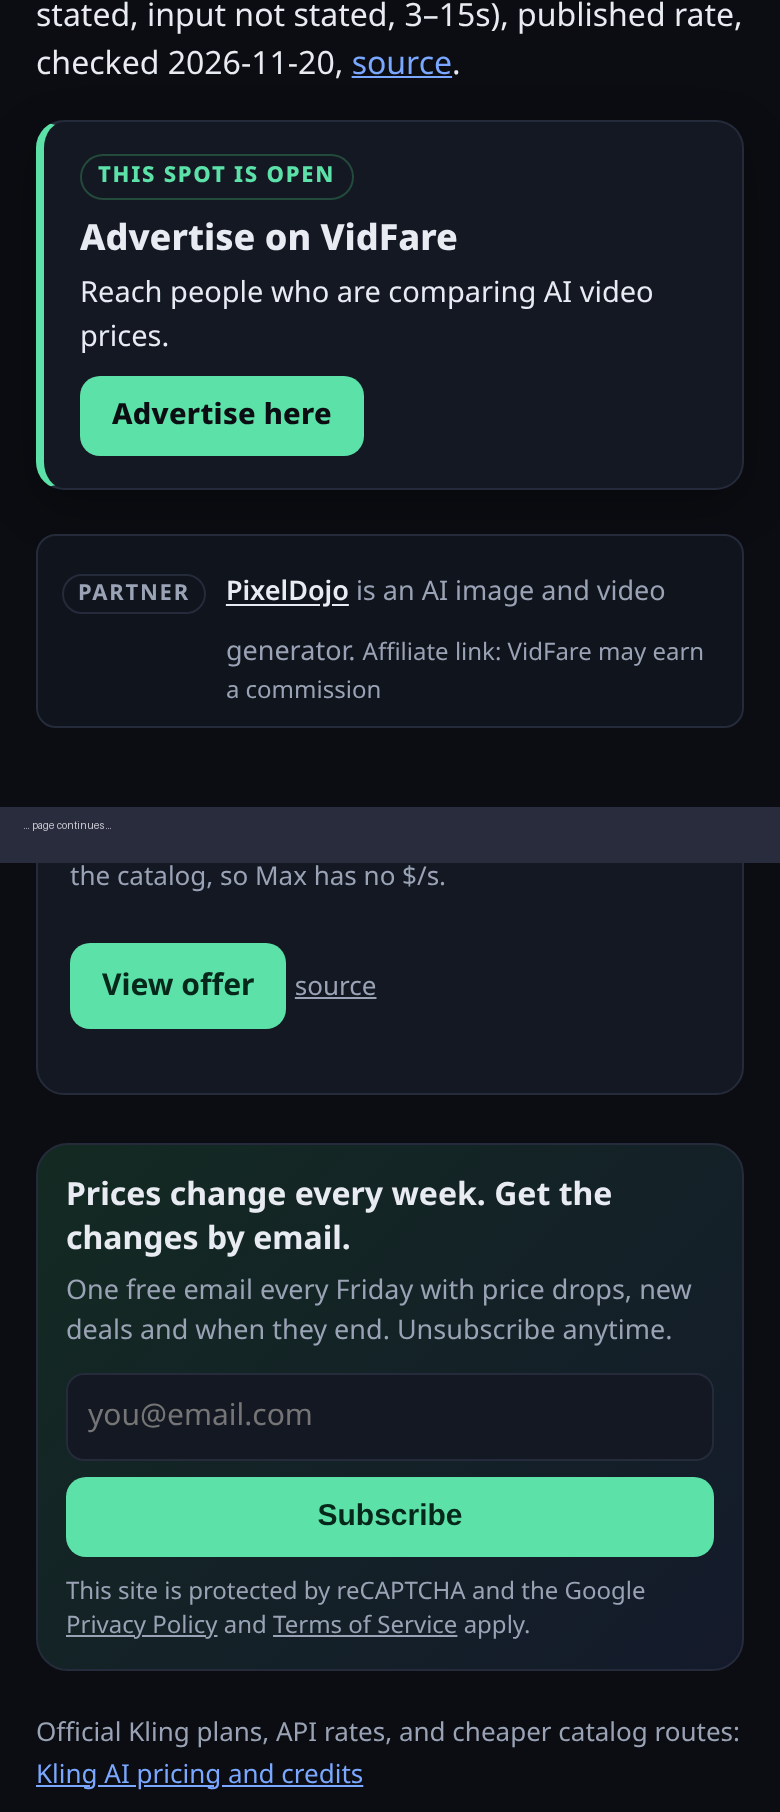 stated, input not stated, 3–15s), published rate,
checked 2026-11-20, source.
THIS SPOT IS OPEN
Advertise on VidFare
Reach people who are comparing AI video
prices.
Advertise here
PARTNER
PixelDojo is an AI image and video
generator. Affiliate link: VidFare may earn
a commission
... page continues ...
the catalog, so Max has no $/s.
View offer source
Prices change every week. Get the
changes by email.
One free email every Friday with price drops, new
deals and when they end. Unsubscribe anytime.
you@email.com
Subscribe
This site is protected by reCAPTCHA and the Google
Privacy Policy and Terms of Service apply.
Official Kling plans, API rates, and cheaper catalog routes:
Kling AI pricing and credits